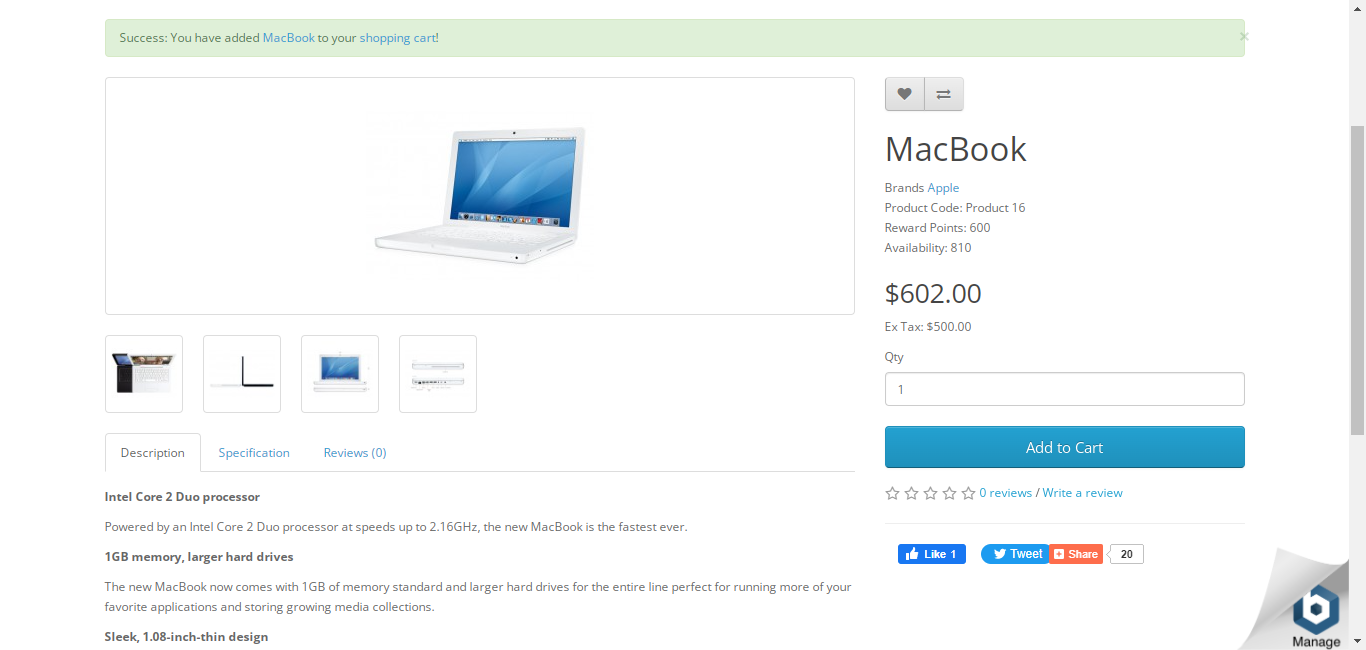 Success: You have added MacBook to your shopping cart!
×
MacBook
Brands Apple
Product Code: Product 16
Reward Points: 600
Availability: 810
$602.00
Ex Tax: $500.00
Qty
1
Add to Cart
0 reviews / Write a review
Like 1
Tweet
Share
20
Description
Specification
Reviews (0)
Intel Core 2 Duo processor
Powered by an Intel Core 2 Duo processor at speeds up to 2.16GHz, the new MacBook is the fastest ever.
1GB memory, larger hard drives
The new MacBook now comes with 1GB of memory standard and larger hard drives for the entire line perfect for running more of your
favorite applications and storing growing media collections.
Sleek, 1.08-inch-thin design
Manage